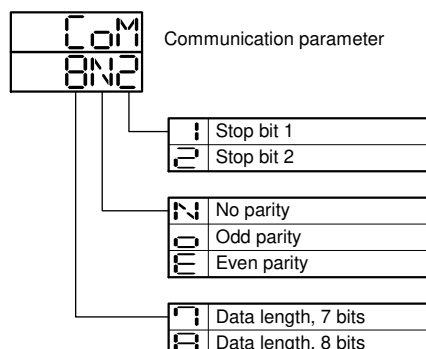 CoM
Communication parameter
8N2
1 Stop bit 1
2 Stop bit 2
N No parity
o Odd parity
E Even parity
7 Data length, 7 bits
8 Data length, 8 bits